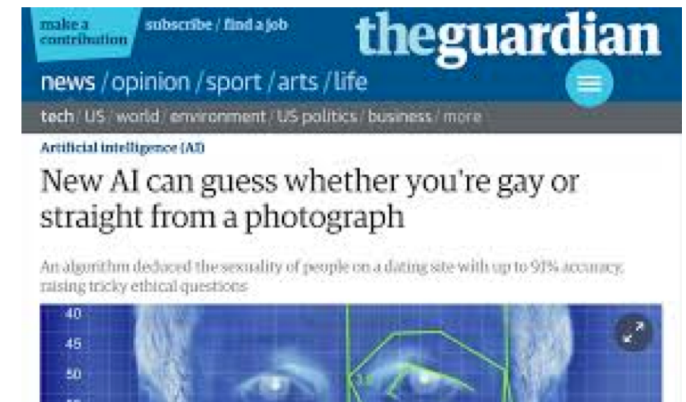 make a
contribution
subscribe / find a job
theguardian
news / opinion / sport / arts / life
tech / US / world / environment / US politics / business / more
Artificial intelligence (AI)
New AI can guess whether you're gay or
straight from a photograph
An algorithm deduced the sexuality of people on a dating site with up to 91% accuracy,
raising tricky ethical questions
40
45
50